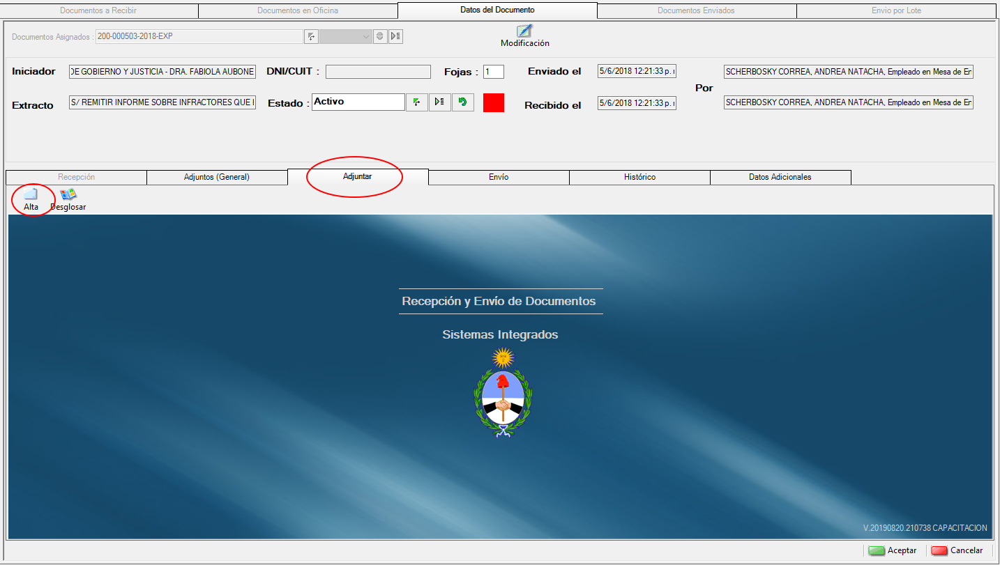 Documentos a Recibir
Documentos en Oficina
Datos del Documento
Documentos Enviados
Envio por Lote
Documentos Asignados : 200-000503-2018-EXP
Modificación
Iniciador DE GOBIERNO Y JUSTICIA - DRA. FABIOLA AUBONE DNI/CUIT : Fojas : 1 Enviado el 5/6/2018 12:21:33 p. SCHERBOSKY CORREA, ANDREA NATACHA, Empleado en Mesa de En
Por
Extracto S/ REMITIR INFORME SOBRE INFRACTORES QUE Estado : Activo Recibido el 5/6/2018 12:21:33 p. SCHERBOSKY CORREA, ANDREA NATACHA, Empleado en Mesa de En
Recepción
Adjuntos (General)
Adjuntar
Envío
Histórico
Datos Adicionales
Alta
Desglosar
Recepción y Envío de Documentos
Sistemas Integrados
V.20190820.210738 CAPACITACION
Aceptar
Cancelar